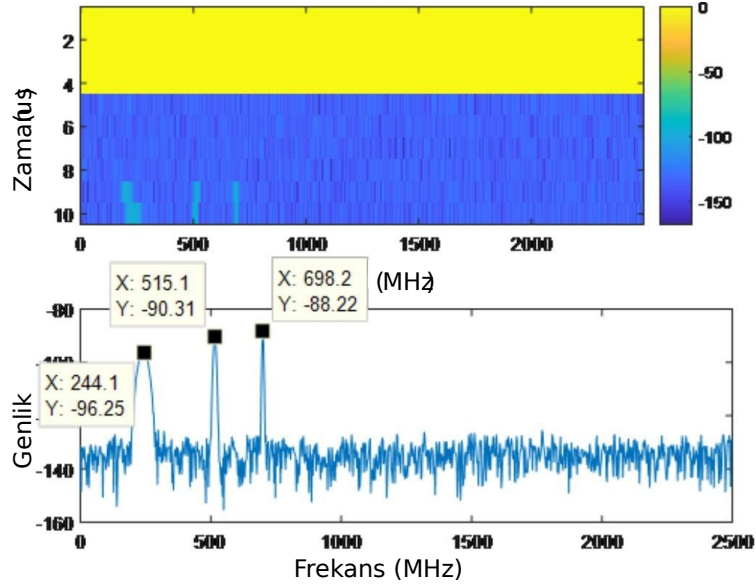 2
4
6
8
10
Zaman(us)
0
500
1000
1500
2000
0
-50
-100
-150
(MHz)
X: 515.1
Y: -90.31
X: 698.2
Y: -88.22
X: 244.1
Y: -96.25
-80
-140
-160
Genlik
0
500
1000
1500
2000
2500
Frekans (MHz)